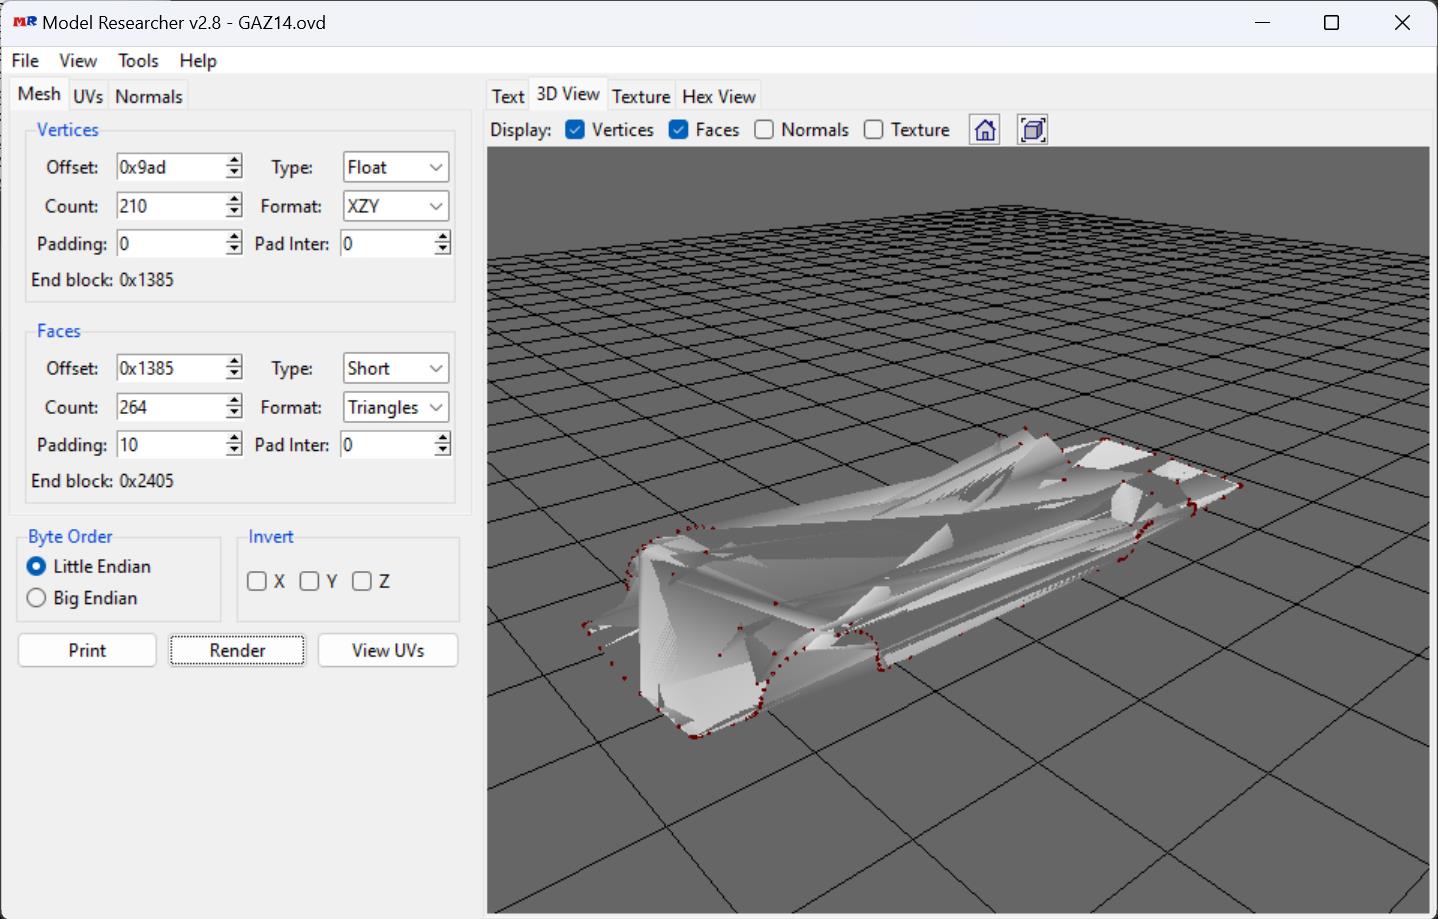 MR Model Researcher v2.8 - GAZ14.ovd
File View Tools Help
Mesh UVs Normals
Vertices
Offset: 0x9ad Type: Float
Count: 210 Format: XZY
Padding: 0 Pad Inter: 0
End block: 0x1385
Faces
Offset: 0x1385 Type: Short
Count: 264 Format: Triangles
Padding: 10 Pad Inter: 0
End block: 0x2405
Byte Order
Little Endian
Big Endian
Invert
X Y Z
Print Render View UVs
Text 3D View Texture Hex View
Display: Vertices Faces Normals Texture